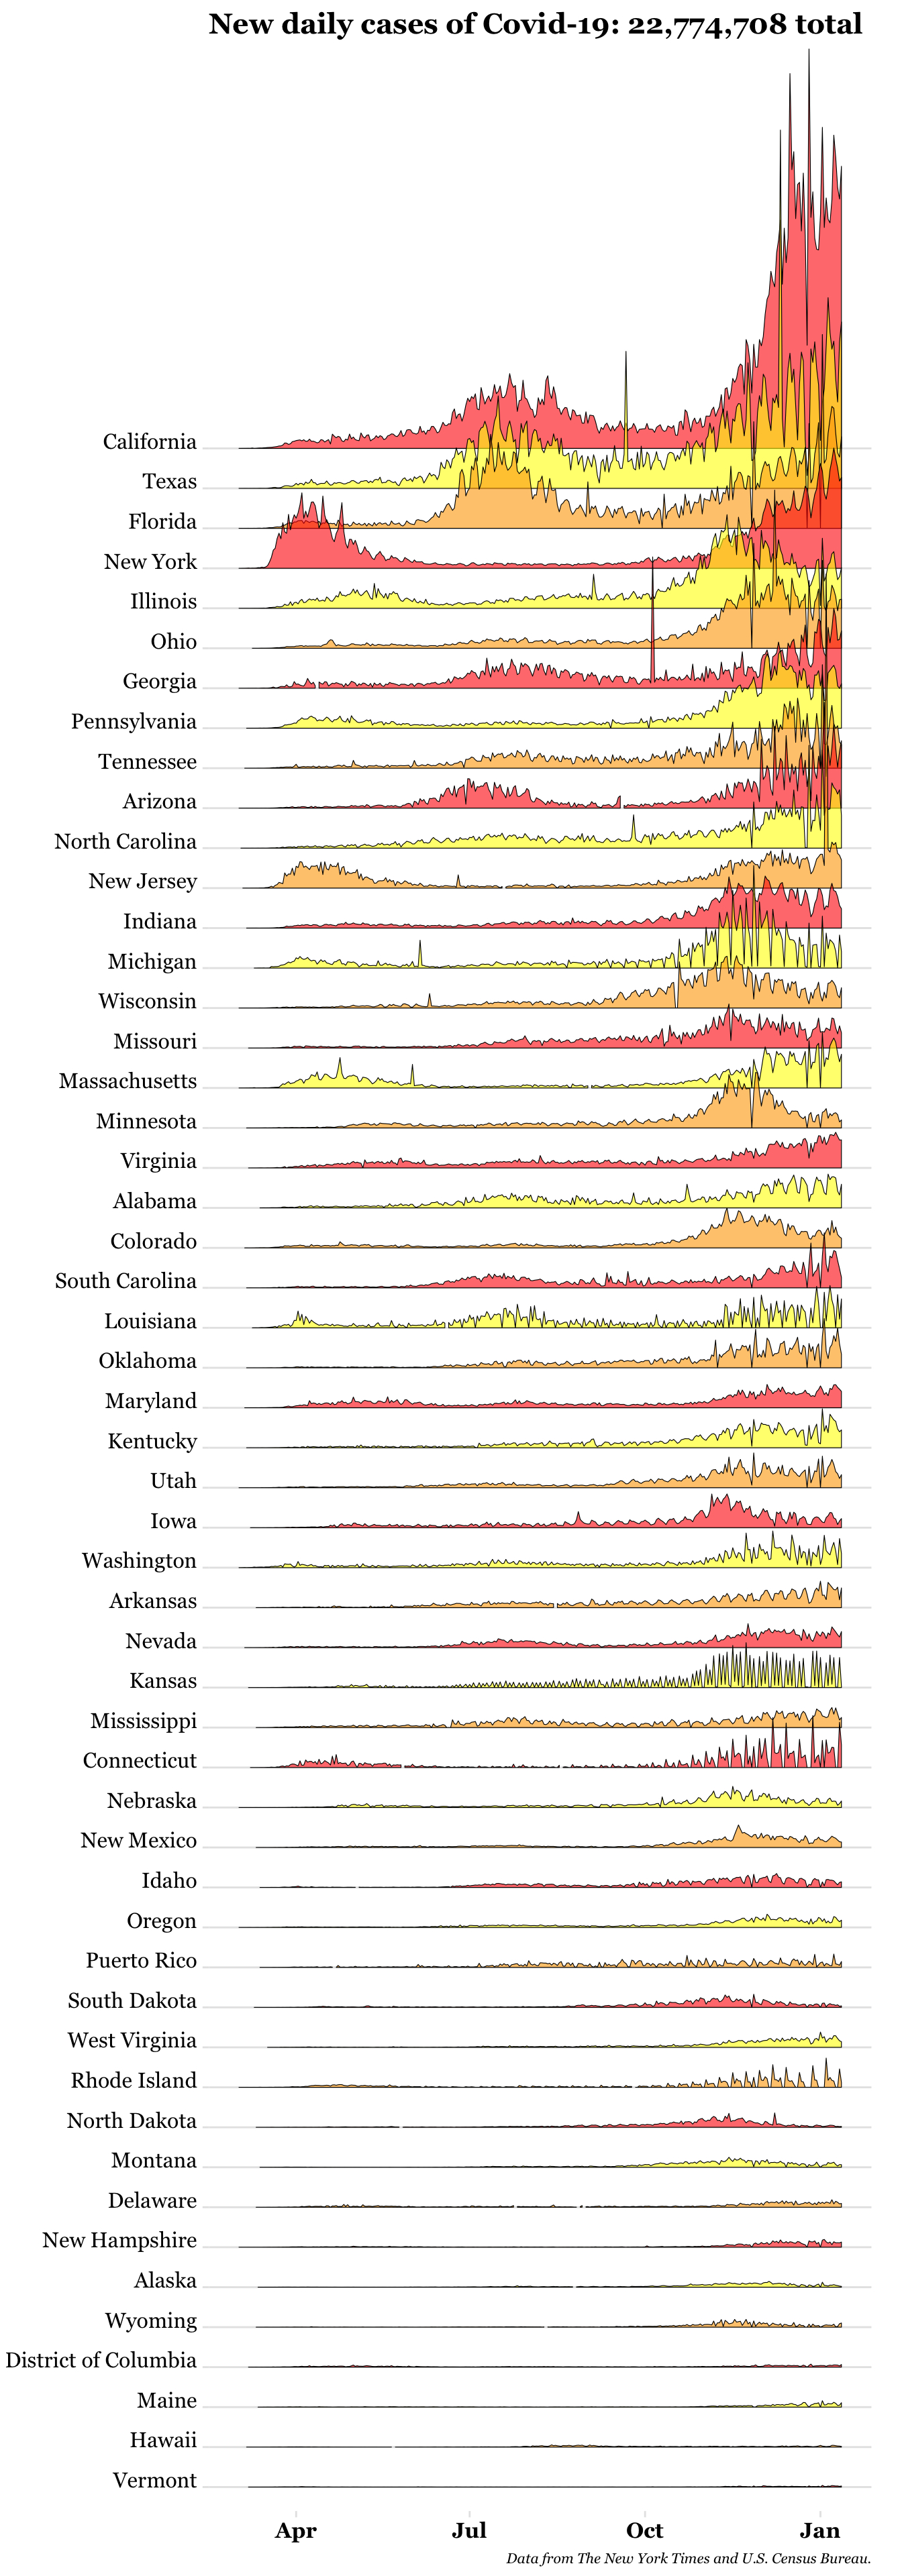 New daily cases of Covid-19: 22,774,708 total
California
Texas
Florida
New York
Illinois
Ohio
Georgia
Pennsylvania
Tennessee
Arizona
North Carolina
New Jersey
Indiana
Michigan
Wisconsin
Missouri
Massachusetts
Minnesota
Virginia
Alabama
Colorado
South Carolina
Louisiana
Oklahoma
Maryland
Kentucky
Utah
Iowa
Washington
Arkansas
Nevada
Kansas
Mississippi
Connecticut
Nebraska
New Mexico
Idaho
Oregon
Puerto Rico
South Dakota
West Virginia
Rhode Island
North Dakota
Montana
Delaware
New Hampshire
Alaska
Wyoming
District of Columbia
Maine
Hawaii
Vermont
Apr Jul Oct Jan
Data from The New York Times and U.S. Census Bureau.